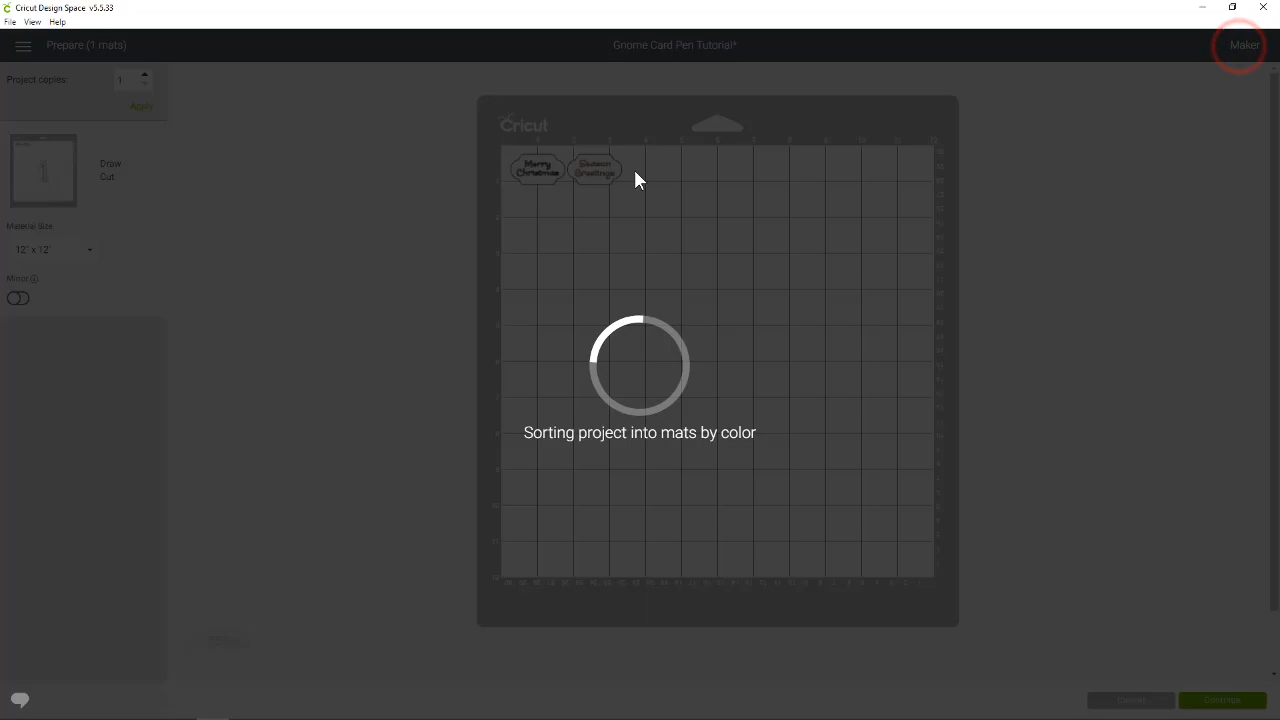 Cricut Design Space v5.5.33
File View Help
Prepare (1 mats)
Gnome Card Pen Tutorial*
Maker
Project copies:
1
Apply
Draw
Cut
Material Size
12" x 12"
Mirror
Cricut
Merry
Christmas
Season
Greetings
Sorting project into mats by color
Cancel
Continue